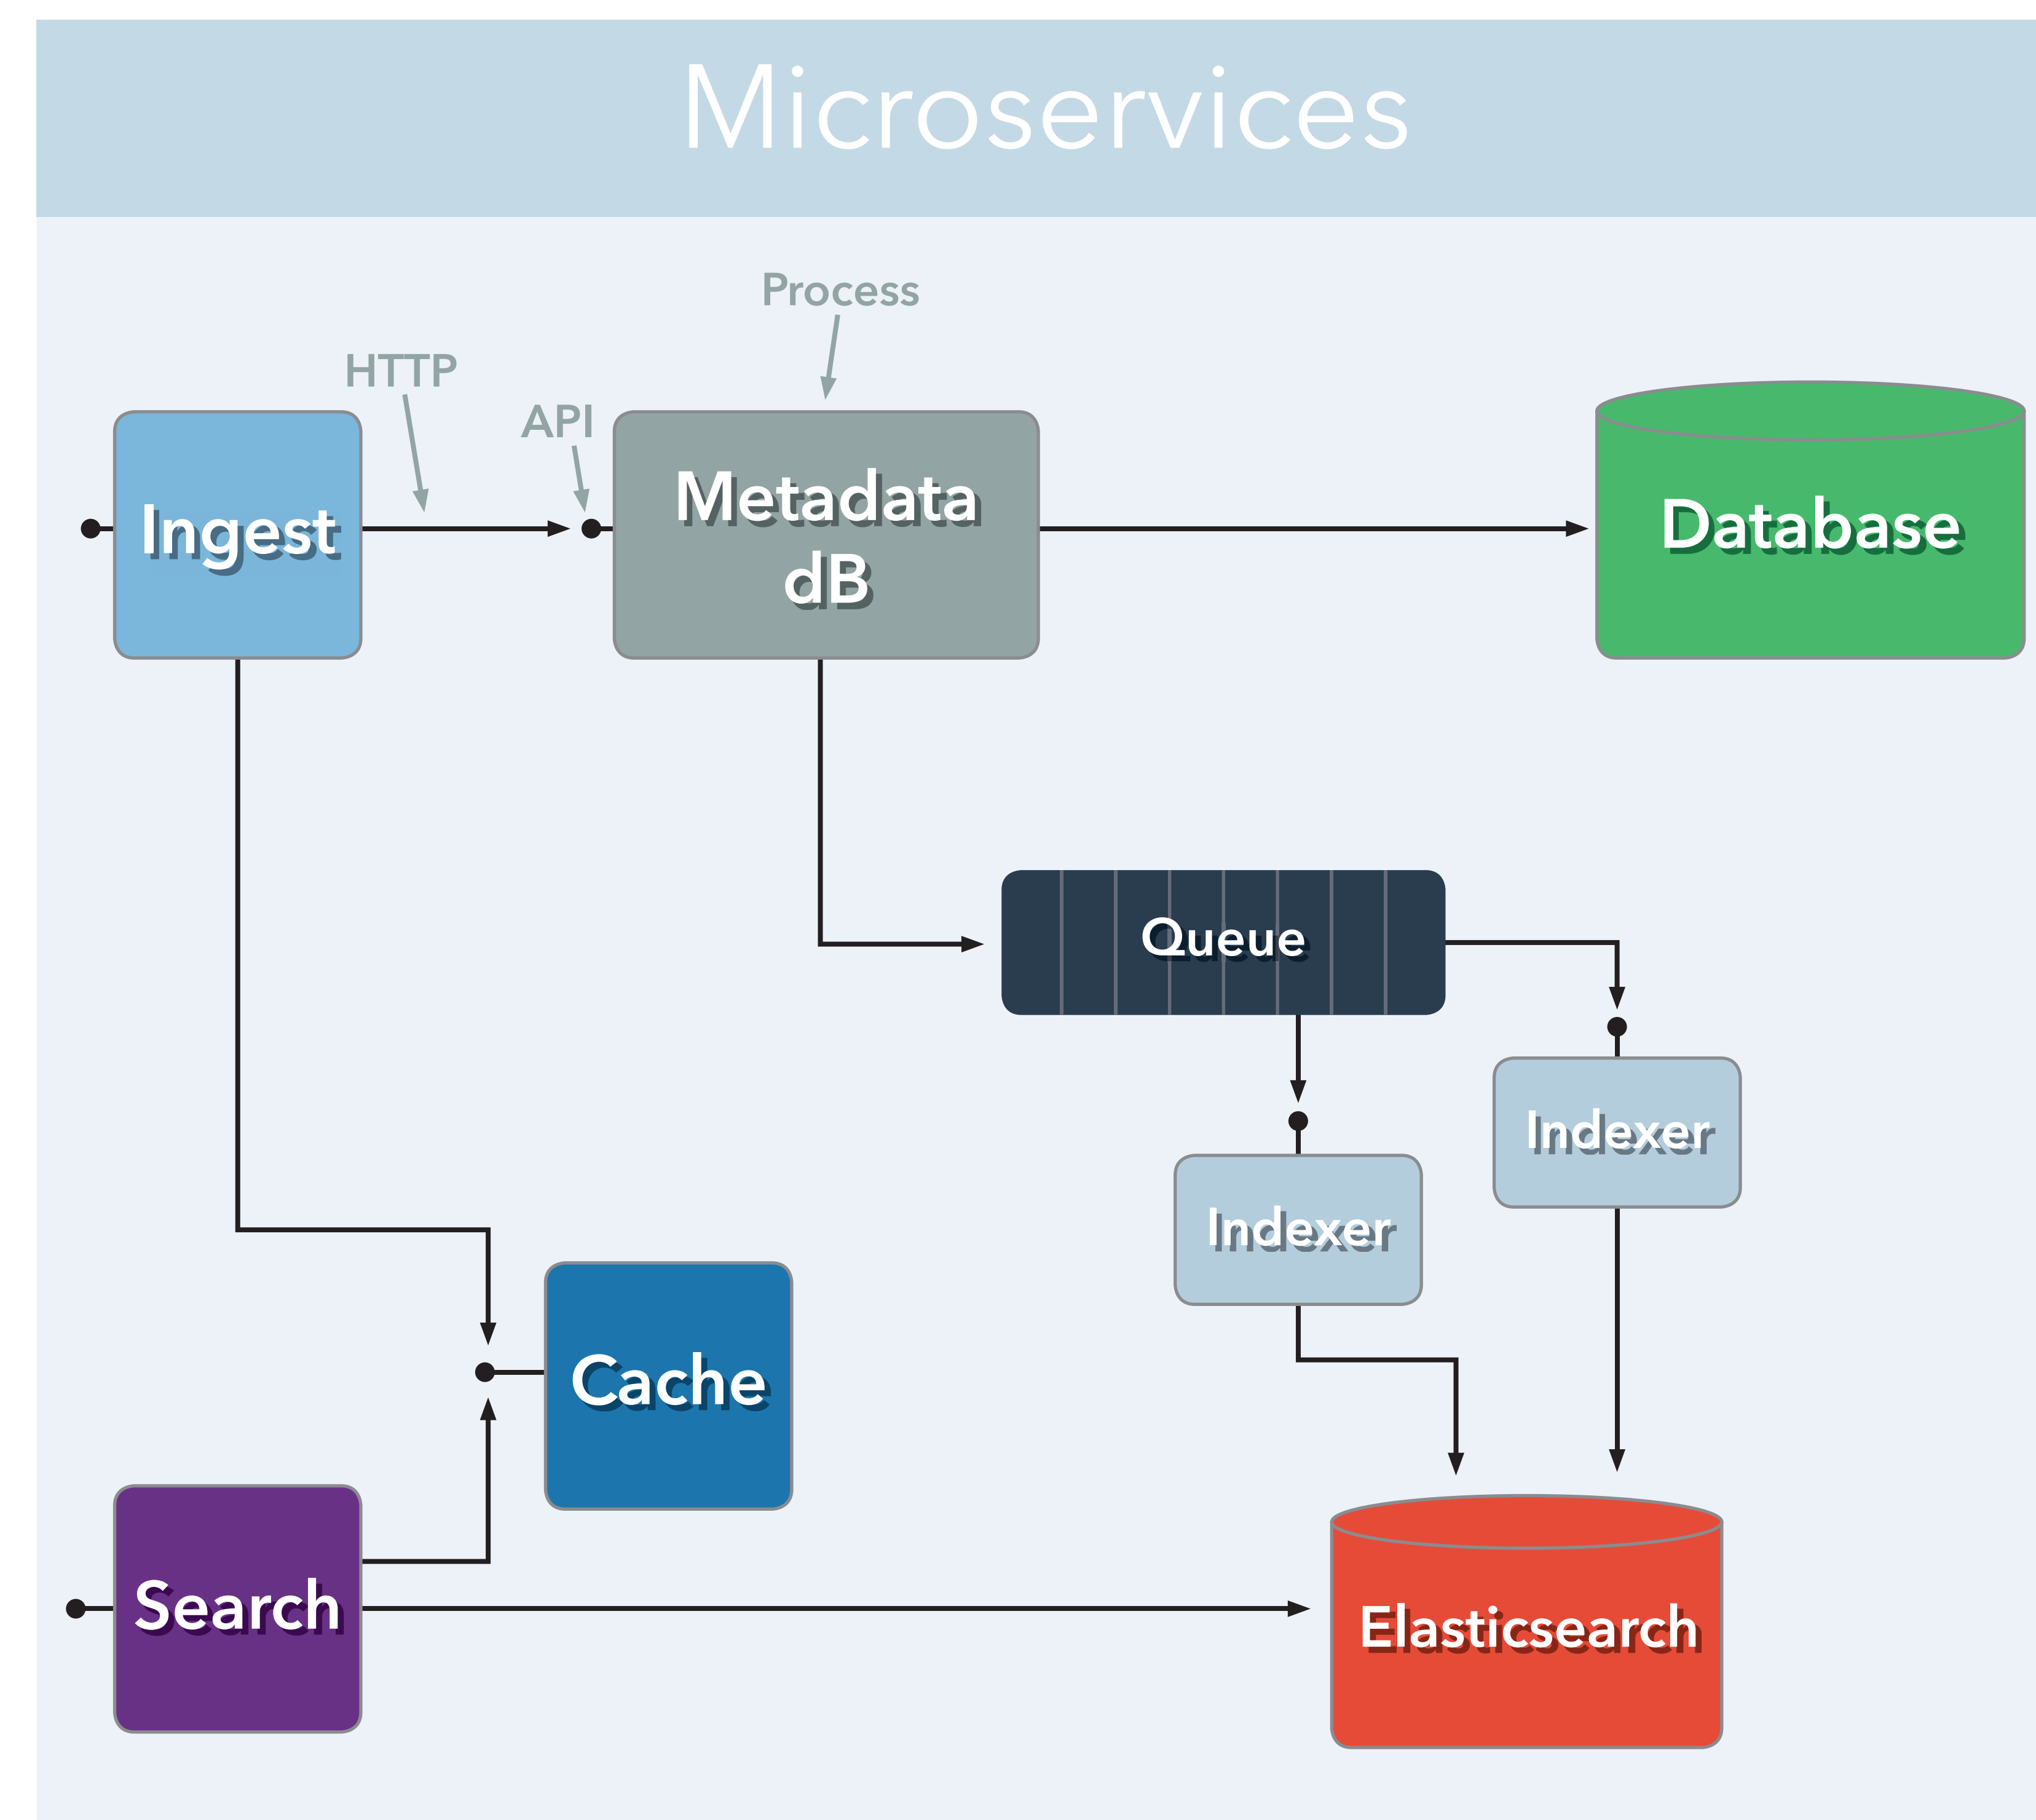 Microservices
Process
HTTP
API
Ingest
Metadata
dB
Database
Queue
Indexer
Indexer
Cache
Search
Elasticsearch